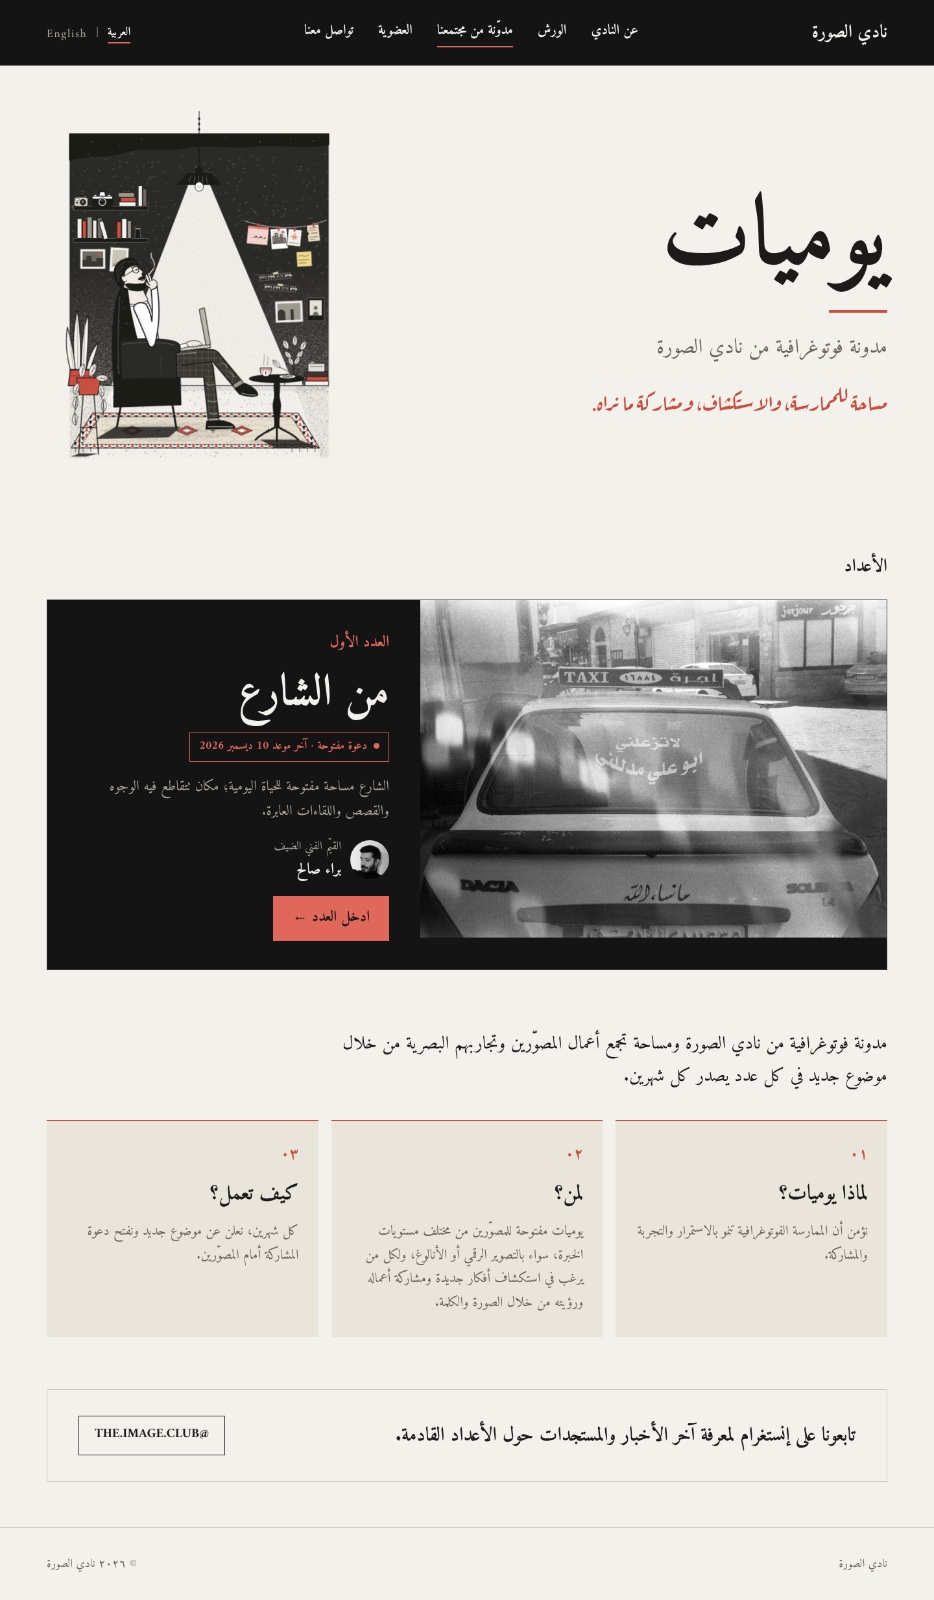 نادي الصورة
عن النادي
الورش
مدوّنة من مجتمعنا
العضوية
تواصل معنا
العربية | English
يوميات
مدونة فوتوغرافية من نادي الصورة
مساحة للممارسة، والاستكشاف، ومشاركة ما نراه.
الأعداد
جرجور jarjour
TAXI ١٦٨٨٤ اجرة
لاتزعلني
ابو علي مدللني
DACIA
ماشاءالله
العدد الأول
من الشارع
دعوة مفتوحة · آخر موعد 10 ديسمبر 2026
الشارع مساحة مفتوحة للحياة اليومية؛ مكان تتقاطع فيه الوجوه
والقصص واللقاءات العابرة.
القيّم الفني الضيف
براء صالح
ادخل العدد ←
مدونة فوتوغرافية من نادي الصورة ومساحة تجمع أعمال المصوّرين وتجاربهم البصرية من خلال
موضوع جديد في كل عدد يصدر كل شهرين.
٠١
لماذا يوميات؟
نؤمن أن الممارسة الفوتوغرافية تنمو بالاستمرار والتجربة
والمشاركة.
٠٢
لمن؟
يوميات مفتوحة للمصوّرين من مختلف مستويات
الخبرة، سواء بالتصوير الرقمي أو الأنالوغ، ولكل من
يرغب في استكشاف أفكار جديدة ومشاركة أعماله
ورؤيته من خلال الصورة والكلمة.
٠٣
كيف تعمل؟
كل شهرين، نعلن عن موضوع جديد ونفتح دعوة
المشاركة أمام المصوّرين.
تابعونا على إنستغرام لمعرفة آخر الأخبار والمستجدات حول الأعداد القادمة.
@THE.IMAGE.CLUB
نادي الصورة
© ٢٠٢٦ نادي الصورة